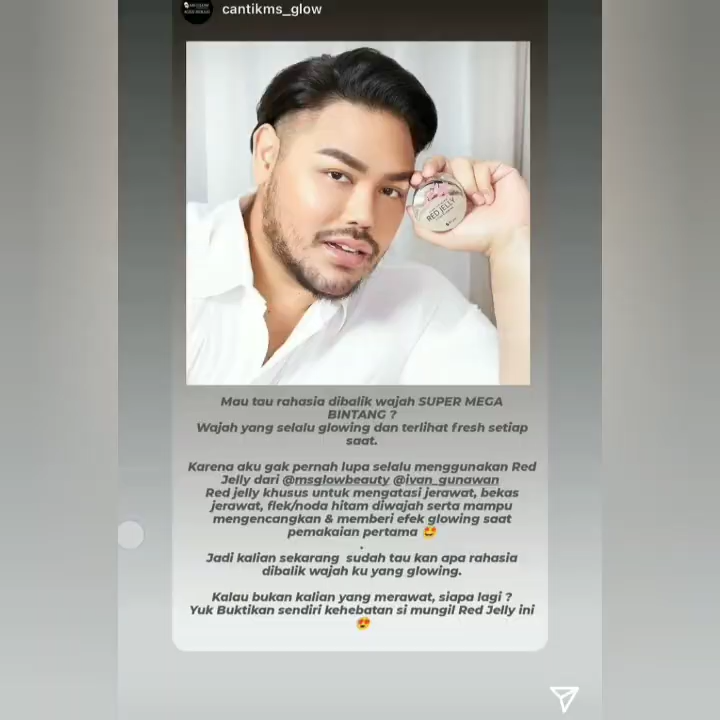 cantikms_glow
RED JELLY
Mau tau rahasia dibalik wajah SUPER MEGA
BINTANG ?
Wajah yang selalu glowing dan terlihat fresh setiap
saat.
Karena aku gak pernah lupa selalu menggunakan Red
Jelly dari @msglowbeauty @ivan_gunawan
Red jelly khusus untuk mengatasi jerawat, bekas
jerawat, flek/noda hitam diwajah serta mampu
mengencangkan & memberi efek glowing saat
pemakaian pertama 🤩
.
Jadi kalian sekarang sudah tau kan apa rahasia
dibalik wajah ku yang glowing.
Kalau bukan kalian yang merawat, siapa lagi ?
Yuk Buktikan sendiri kehebatan si mungil Red Jelly ini
😍